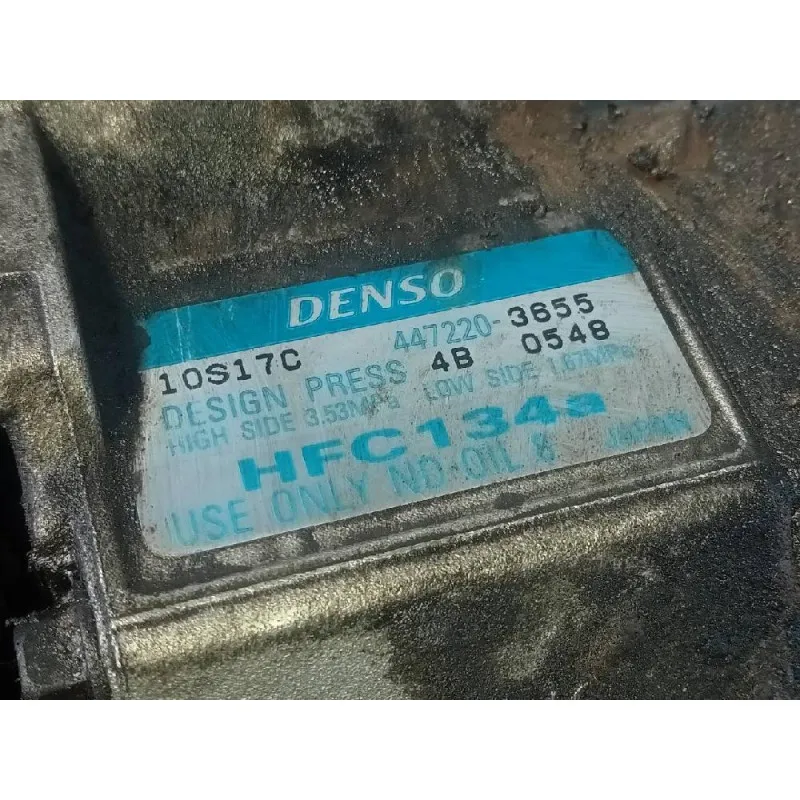 DENSO
10S17C 447220-3655
DESIGN PRESS 4B 0548
HIGH SIDE 3.53MPa LOW SIDE 1.67MPa
HFC134a
USE ONLY ND-OIL 8 JAPAN